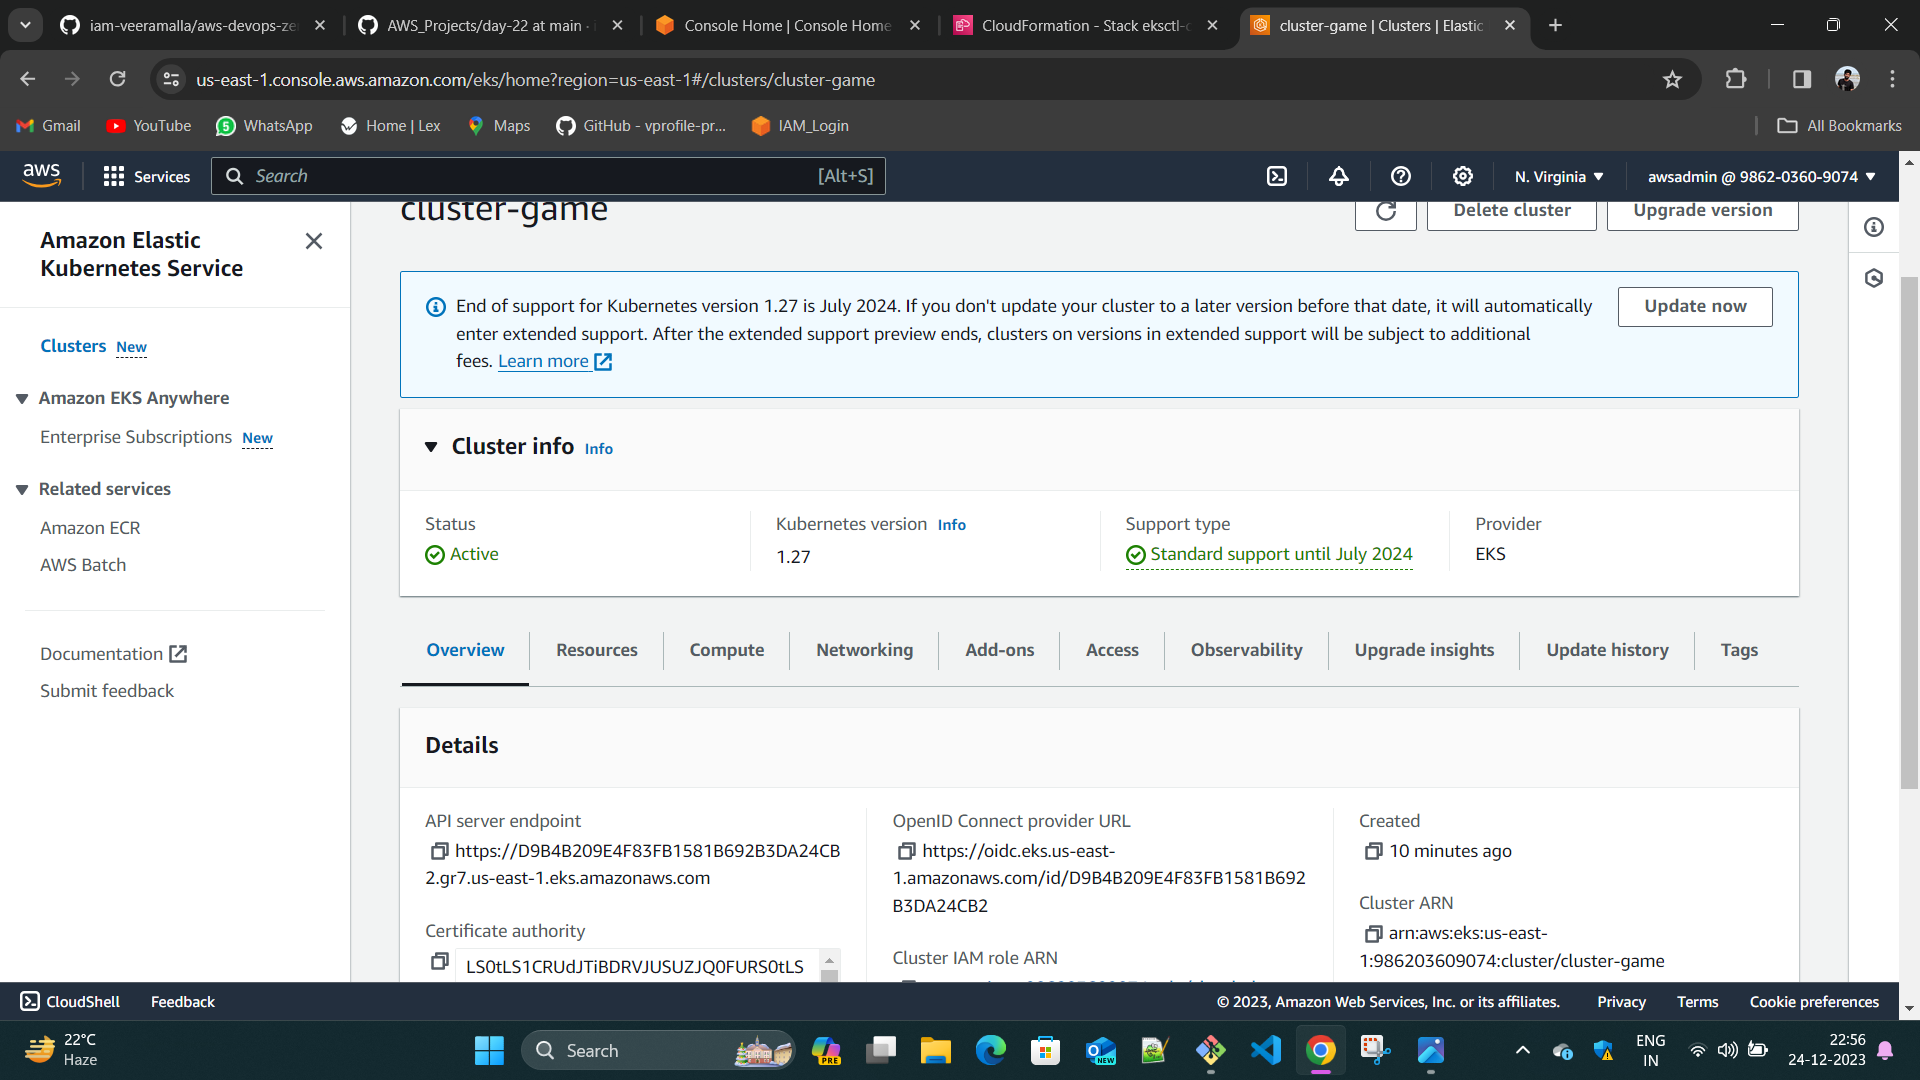 iam-veeramalla/aws-devops-ze
AWS_Projects/day-22 at main ·
Console Home | Console Home
CloudFormation - Stack eksctl-c
cluster-game | Clusters | Elastic
us-east-1.console.aws.amazon.com/eks/home?region=us-east-1#/clusters/cluster-game
Gmail
YouTube
WhatsApp
Home | Lex
Maps
GitHub - vprofile-pr...
IAM_Login
All Bookmarks
aws
Services
Search
[Alt+S]
N. Virginia
awsadmin @ 9862-0360-9074
Amazon Elastic
Kubernetes Service
Clusters New
Amazon EKS Anywhere
Enterprise Subscriptions New
Related services
Amazon ECR
AWS Batch
Documentation
Submit feedback
cluster-game
Delete cluster
Upgrade version
End of support for Kubernetes version 1.27 is July 2024. If you don't update your cluster to a later version before that date, it will automatically
enter extended support. After the extended support preview ends, clusters on versions in extended support will be subject to additional
fees. Learn more
Update now
Cluster info Info
Status
Active
Kubernetes version Info
1.27
Support type
Standard support until July 2024
Provider
EKS
Overview
Resources
Compute
Networking
Add-ons
Access
Observability
Upgrade insights
Update history
Tags
Details
API server endpoint
https://D9B4B209E4F83FB1581B692B3DA24CB
2.gr7.us-east-1.eks.amazonaws.com
Certificate authority
LS0tLS1CRUdJTiBDRVJUSUZJQ0FURS0tLS
OpenID Connect provider URL
https://oidc.eks.us-east-
1.amazonaws.com/id/D9B4B209E4F83FB1581B692
B3DA24CB2
Cluster IAM role ARN
Created
10 minutes ago
Cluster ARN
arn:aws:eks:us-east-
1:986203609074:cluster/cluster-game
CloudShell
Feedback
© 2023, Amazon Web Services, Inc. or its affiliates.
Privacy
Terms
Cookie preferences
22°C
Haze
Search
PRE
NEW
ENG
IN
22:56
24-12-2023